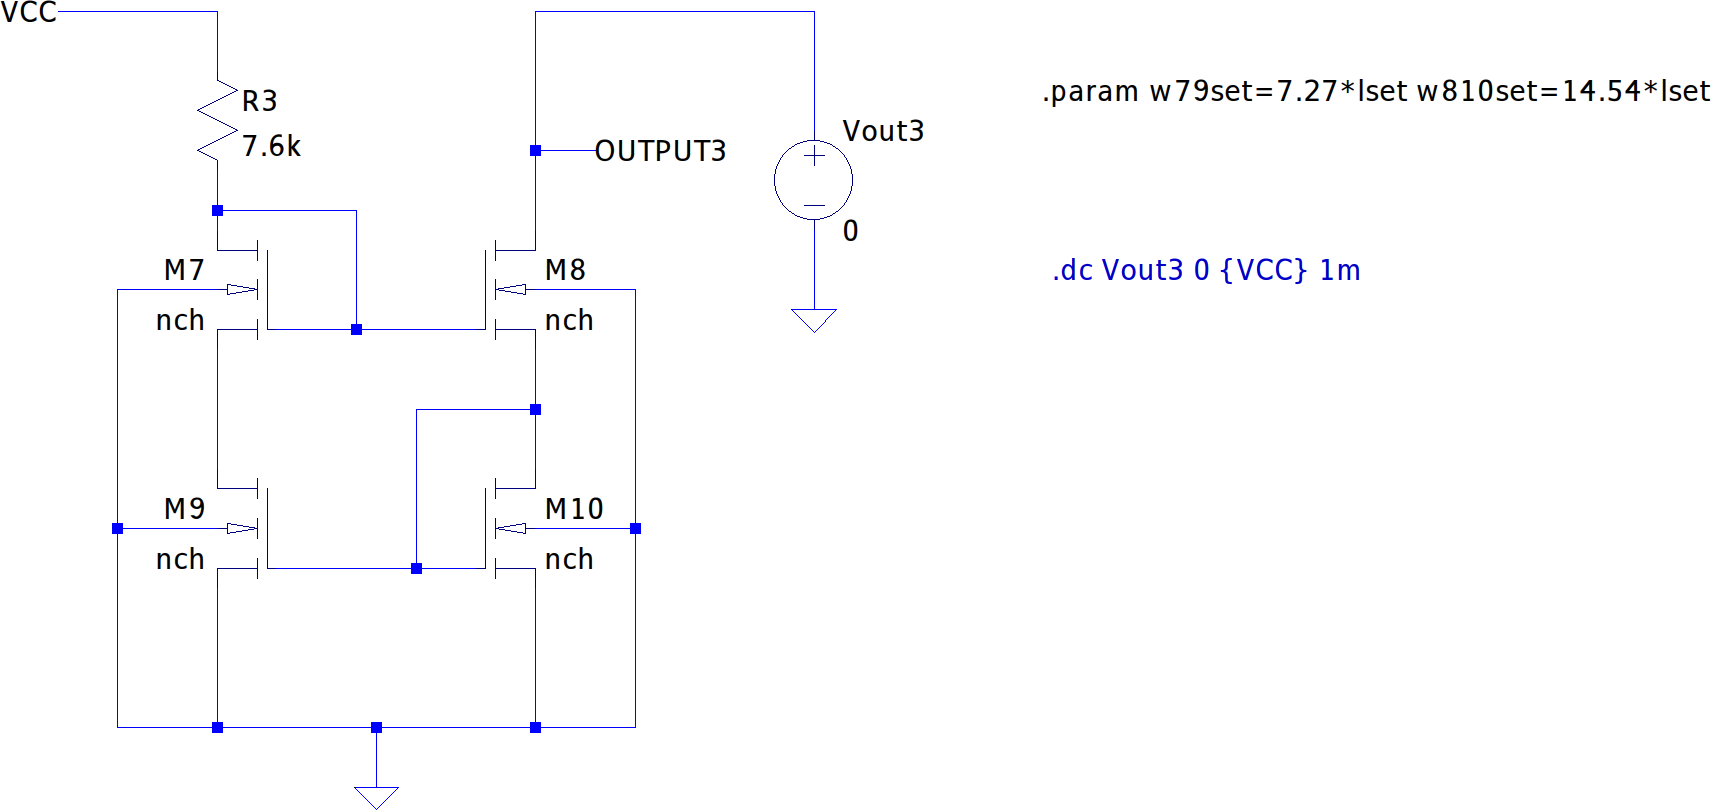 VCC
R3
7.6k
OUTPUT3
Vout3
0
.param w79set=7.27*lset w810set=14.54*lset
.dc Vout3 0 {VCC} 1m
M7
nch
M8
nch
M9
nch
M10
nch